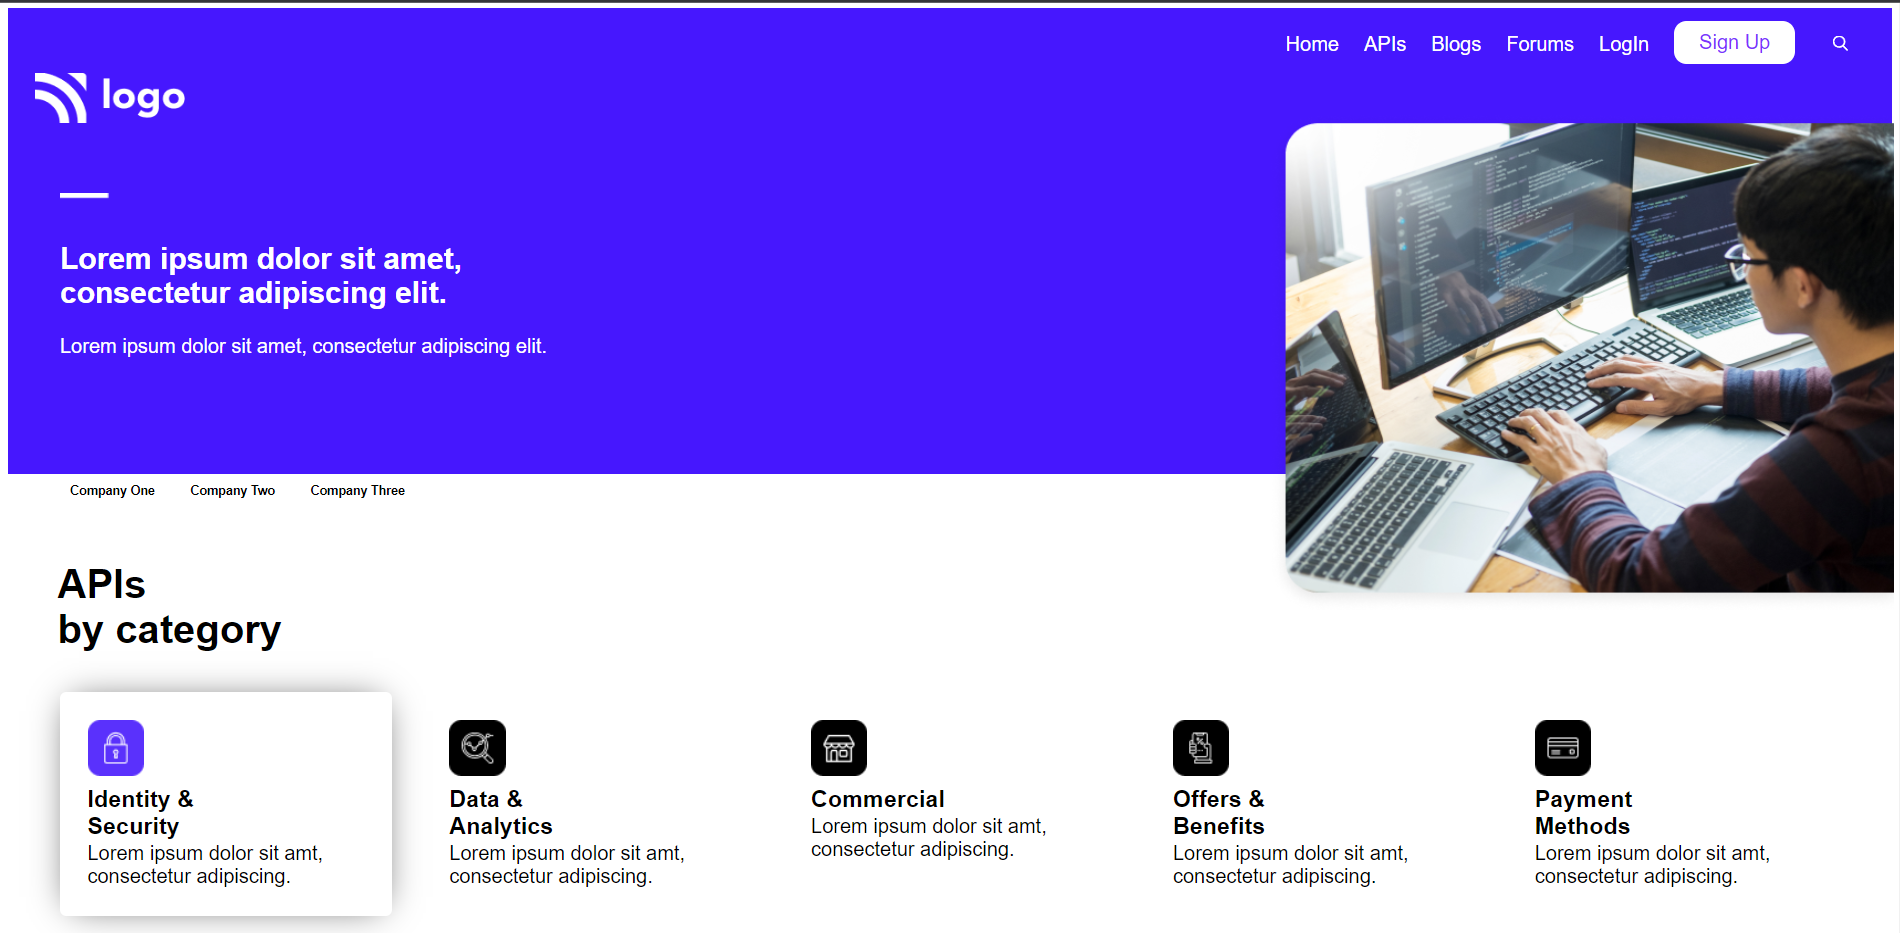 Home APIs Blogs Forums LogIn Sign Up
logo
Lorem ipsum dolor sit amet,
consectetur adipiscing elit.
Lorem ipsum dolor sit amet, consectetur adipiscing elit.
Company One Company Two Company Three
APIs
by category
Identity &
Security
Lorem ipsum dolor sit amt,
consectetur adipiscing.
Data &
Analytics
Lorem ipsum dolor sit amt,
consectetur adipiscing.
Commercial
Lorem ipsum dolor sit amt,
consectetur adipiscing.
Offers &
Benefits
Lorem ipsum dolor sit amt,
consectetur adipiscing.
Payment
Methods
Lorem ipsum dolor sit amt,
consectetur adipiscing.